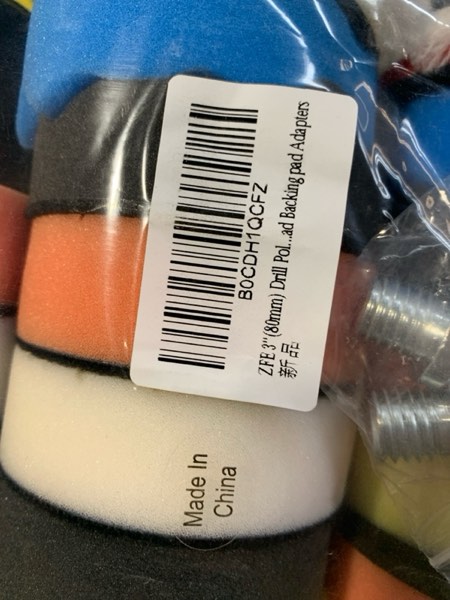 B0CDH1QCFZ
ZFE 3"(80mm) Drill Pol...ad Backing pad Adapters
新品
Made In
China